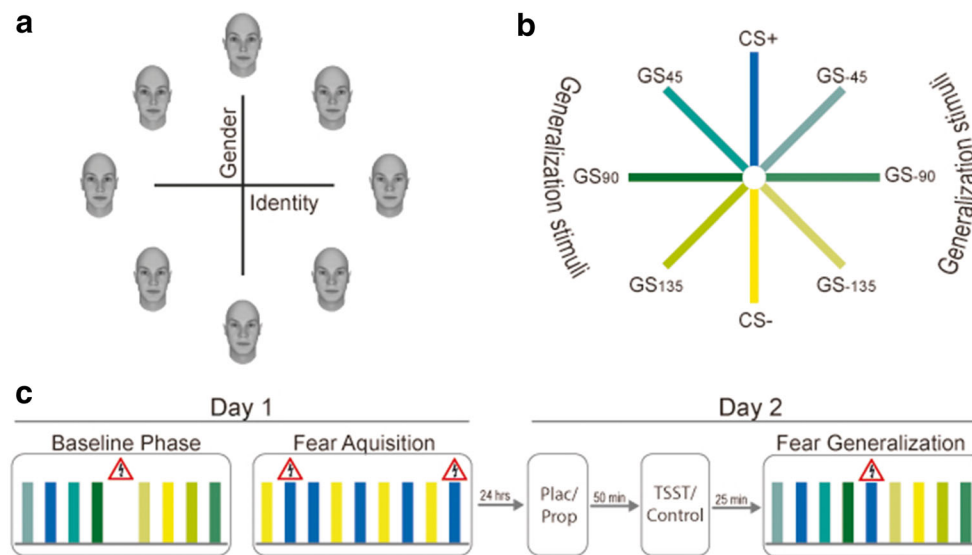 a
Gender
Identity
b
CS+
GS45
GS-45
Generalization stimuli
Generalization stimuli
GS90
GS-90
GS135
GS-135
CS-
c
Day 1
Day 2
Baseline Phase
Fear Aquisition
Fear Generalization
24 hrs
Plac/
Prop
50 min
TSST/
Control
25 min